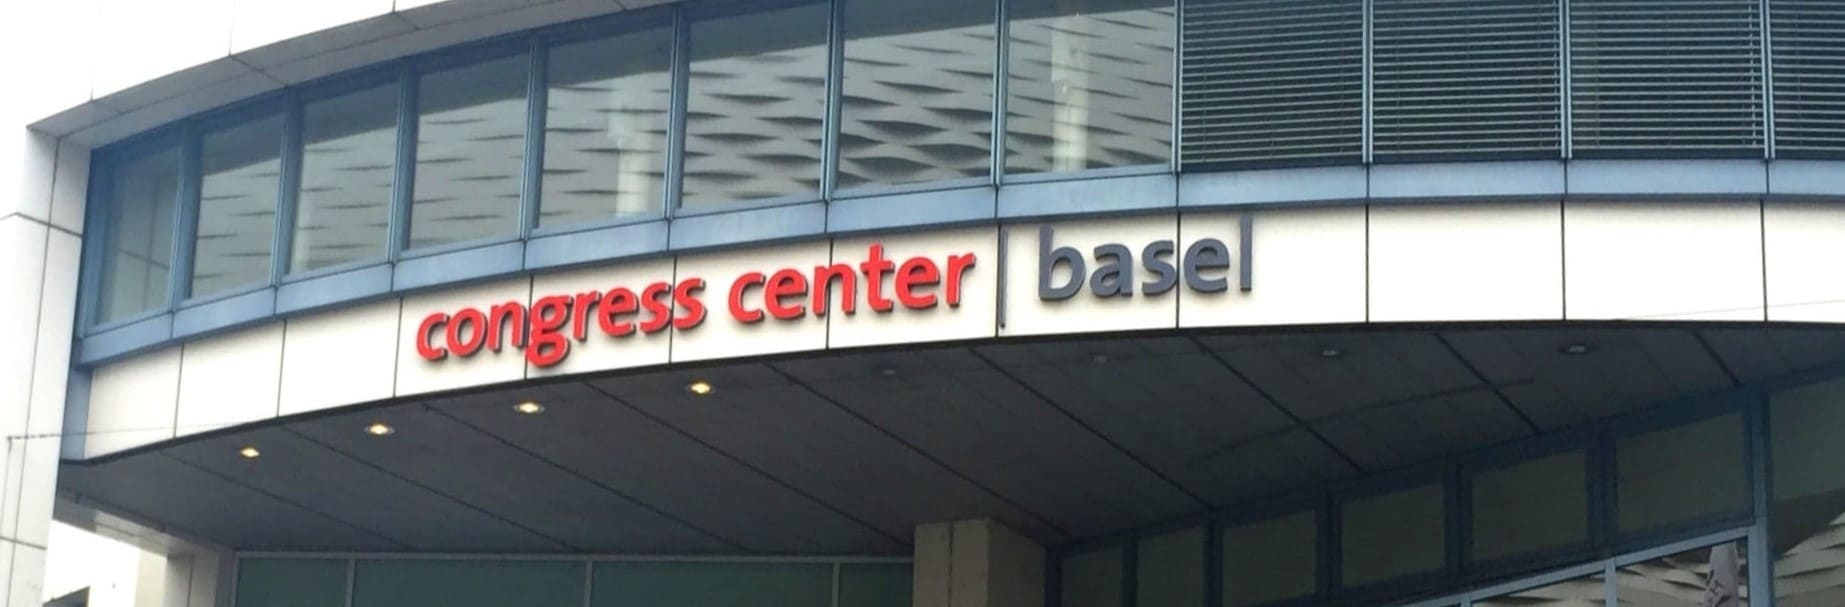 congress center | basel